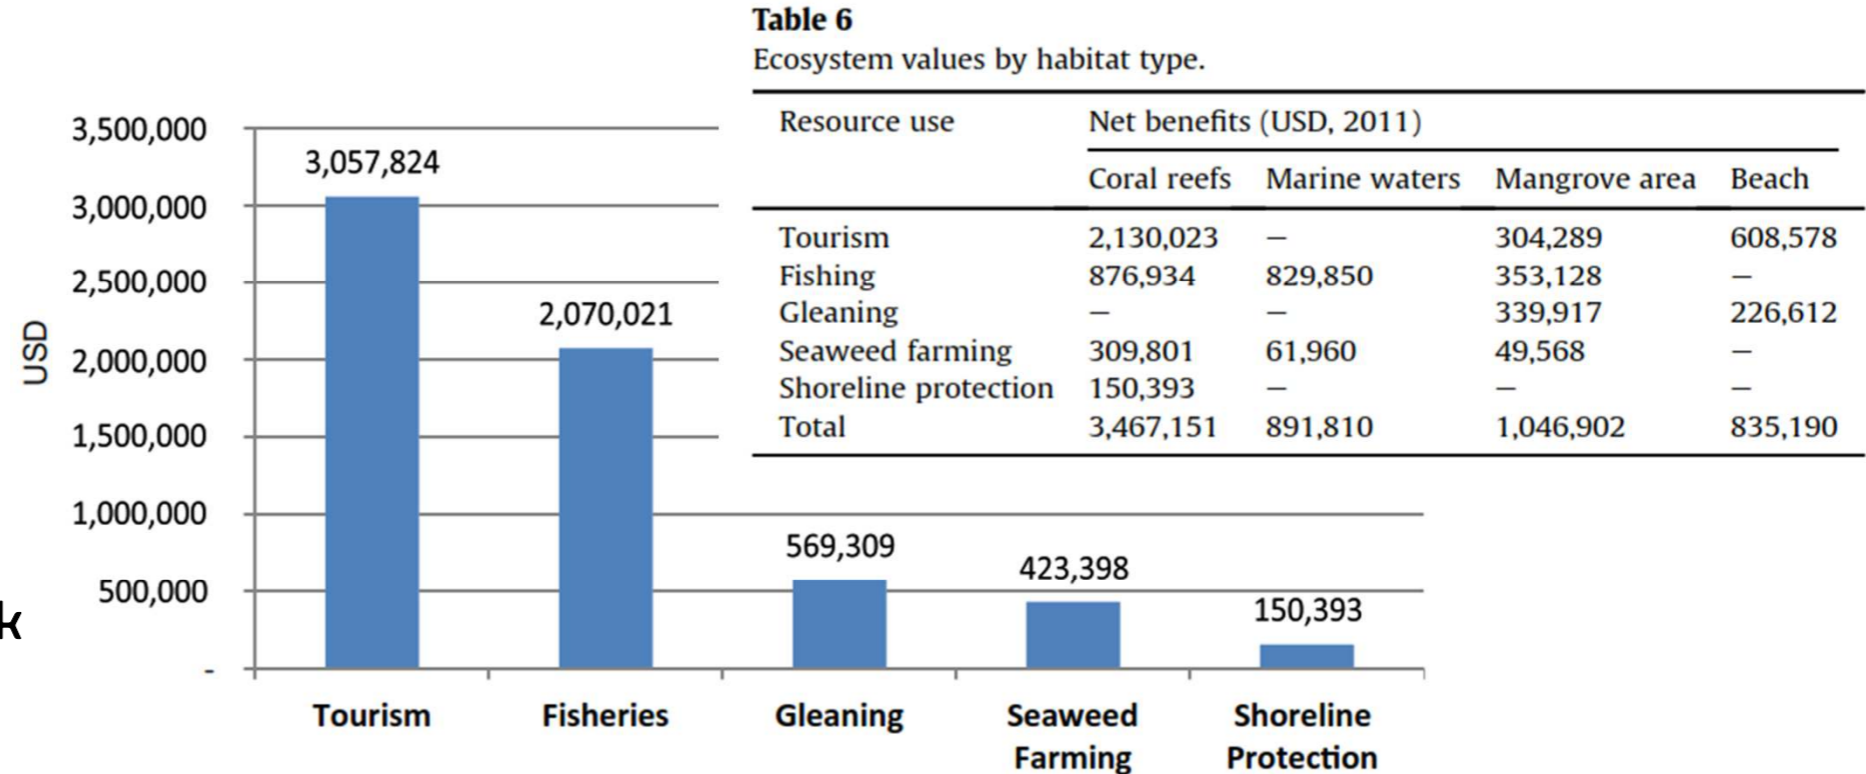 Table 6
Ecosystem values by habitat type.
Resource use Net benefits (USD, 2011)
Coral reefs Marine waters Mangrove area Beach
Tourism 2,130,023 – 304,289 608,578
Fishing 876,934 829,850 353,128 –
Gleaning – – 339,917 226,612
Seaweed farming 309,801 61,960 49,568 –
Shoreline protection 150,393 – – –
Total 3,467,151 891,810 1,046,902 835,190
USD
3,500,000
3,000,000
2,500,000
2,000,000
1,500,000
1,000,000
500,000
-
3,057,824
2,070,021
569,309
423,398
150,393
Tourism Fisheries Gleaning Seaweed Shoreline
Farming Protection
k